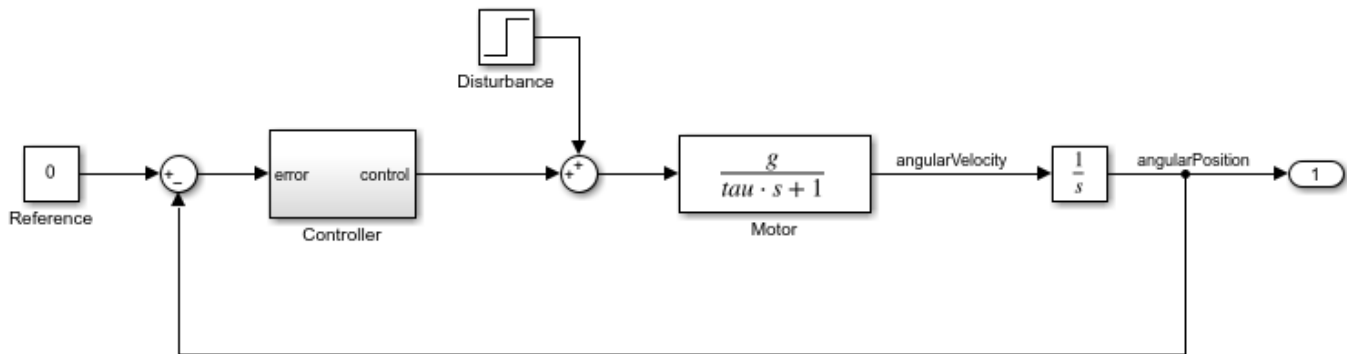 Disturbance
0
Reference
+
−
error
control
Controller
+
+
g
tau · s + 1
Motor
angularVelocity
1
s
angularPosition
1